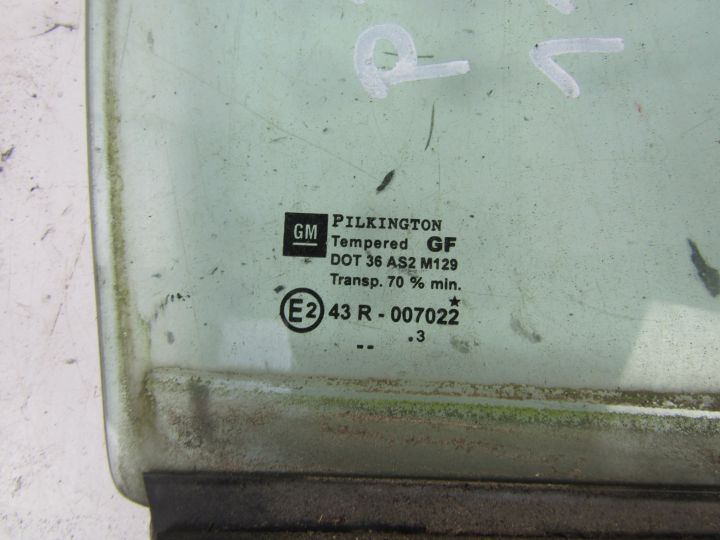 GM PILKINGTON
Tempered GF
DOT 36 AS2 M129
Transp. 70 % min.
E2 43 R - 007022
-- .3